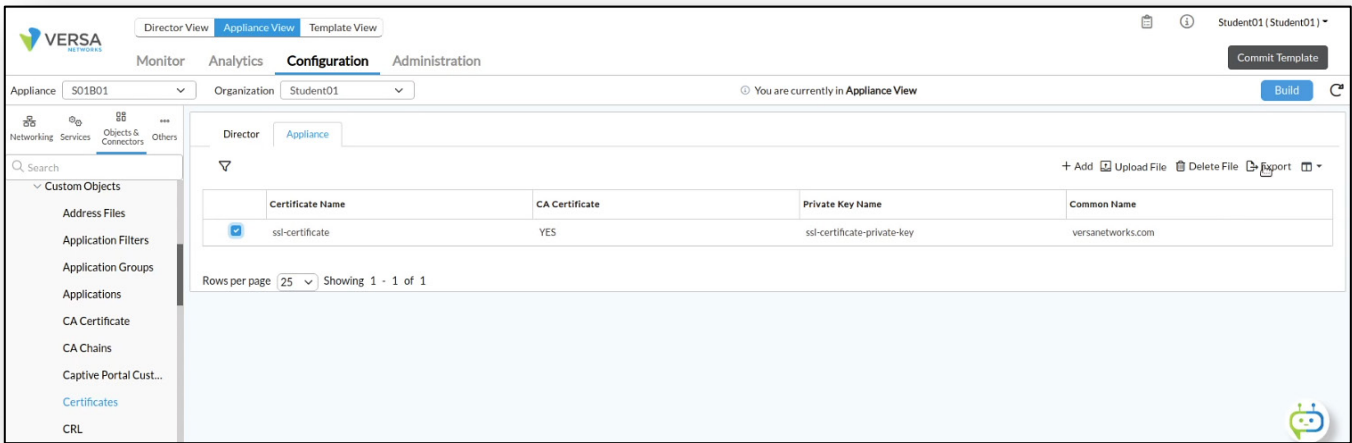 Director View Appliance View Template View
Student01 (Student01)
VERSA
NETWORKS
Monitor Analytics Configuration Administration
Commit Template
Appliance S01B01 Organization Student01
You are currently in Appliance View
Build
Networking Services Objects & Connectors Others
Director Appliance
Search
+ Add Upload File Delete File Export
Custom Objects
Address Files
Application Filters
Application Groups
Applications
CA Certificate
CA Chains
Captive Portal Cust...
Certificates
CRL
Certificate Name CA Certificate Private Key Name Common Name
ssl-certificate YES ssl-certificate-private-key versanetworks.com
Rows per page 25 Showing 1 - 1 of 1